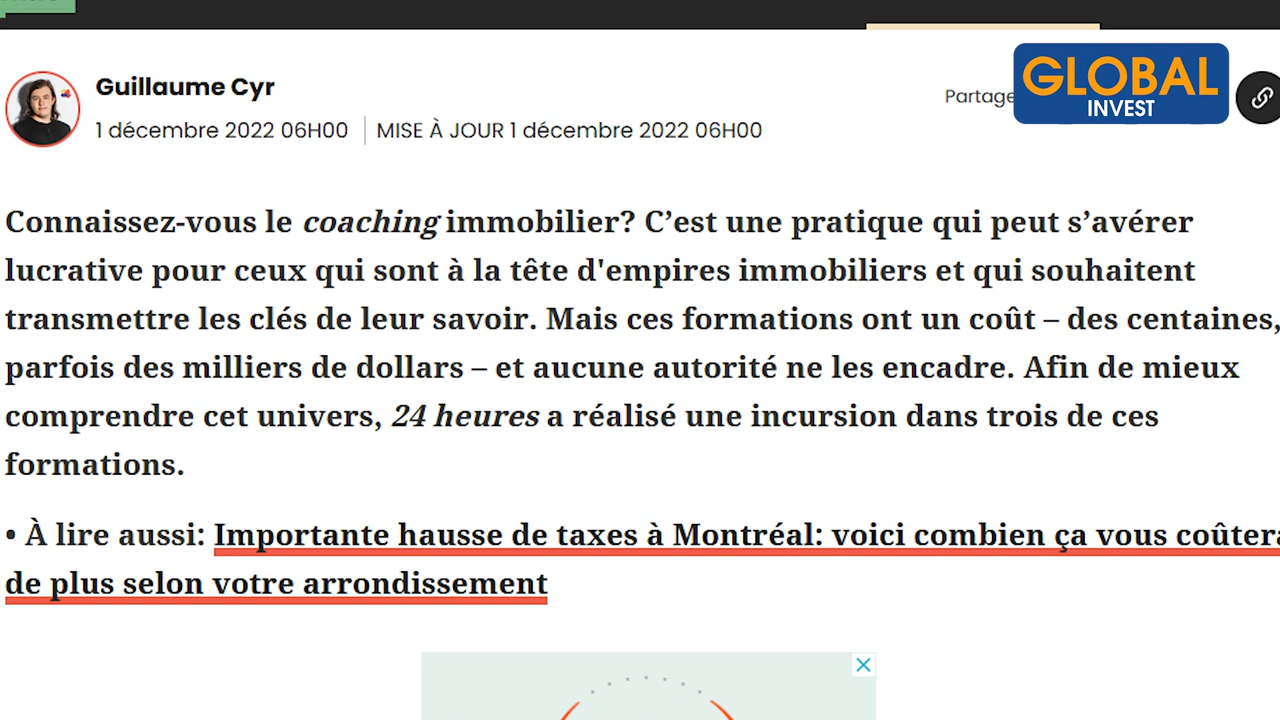 Guillaume Cyr
1 décembre 2022 06H00 MISE À JOUR 1 décembre 2022 06H00
Partage
GLOBAL
INVEST
Connaissez-vous le coaching immobilier? C’est une pratique qui peut s’avérer
lucrative pour ceux qui sont à la tête d'empires immobiliers et qui souhaitent
transmettre les clés de leur savoir. Mais ces formations ont un coût – des centaines,
parfois des milliers de dollars – et aucune autorité ne les encadre. Afin de mieux
comprendre cet univers, 24 heures a réalisé une incursion dans trois de ces
formations.
• À lire aussi: Importante hausse de taxes à Montréal: voici combien ça vous coûtera
de plus selon votre arrondissement